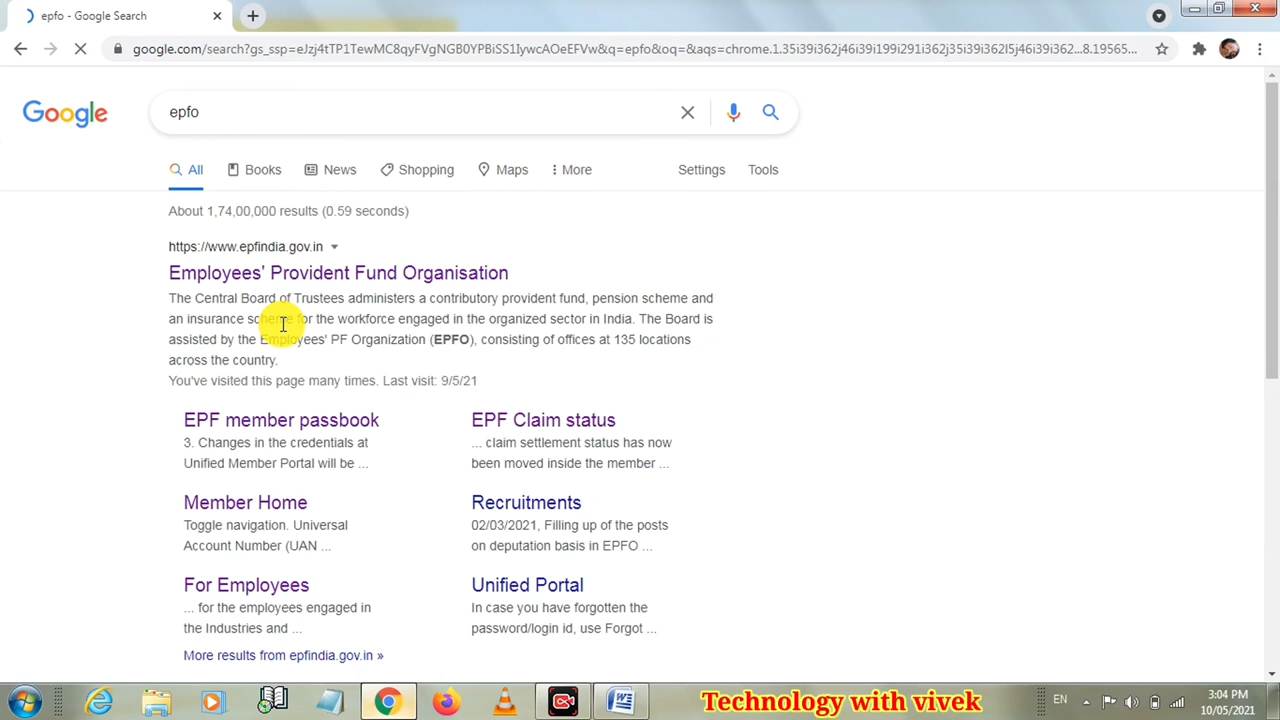 epfo - Google Search
google.com/search?gs_ssp=eJzj4tTP1TewMC8qyFVgNGB0YPBiSS1IywcAOeEFVw&q=epfo&oq=&aqs=chrome.1.35i39i362j46i39i199i291i362j35i39i362l5j46i39i362...8.19565...
Google
epfo
All Books News Shopping Maps More Settings Tools
About 1,74,00,000 results (0.59 seconds)
https://www.epfindia.gov.in
Employees' Provident Fund Organisation
The Central Board of Trustees administers a contributory provident fund, pension scheme and
an insurance scheme for the workforce engaged in the organized sector in India. The Board is
assisted by the Employees' PF Organization (EPFO), consisting of offices at 135 locations
across the country.
You've visited this page many times. Last visit: 9/5/21
EPF member passbook
3. Changes in the credentials at
Unified Member Portal will be ...
EPF Claim status
... claim settlement status has now
been moved inside the member ...
Member Home
Toggle navigation. Universal
Account Number (UAN ...
Recruitments
02/03/2021, Filling up of the posts
on deputation basis in EPFO ...
For Employees
... for the employees engaged in
the Industries and ...
Unified Portal
In case you have forgotten the
password/login id, use Forgot ...
More results from epfindia.gov.in »
Technology with vivek
EN
3:04 PM
10/05/2021